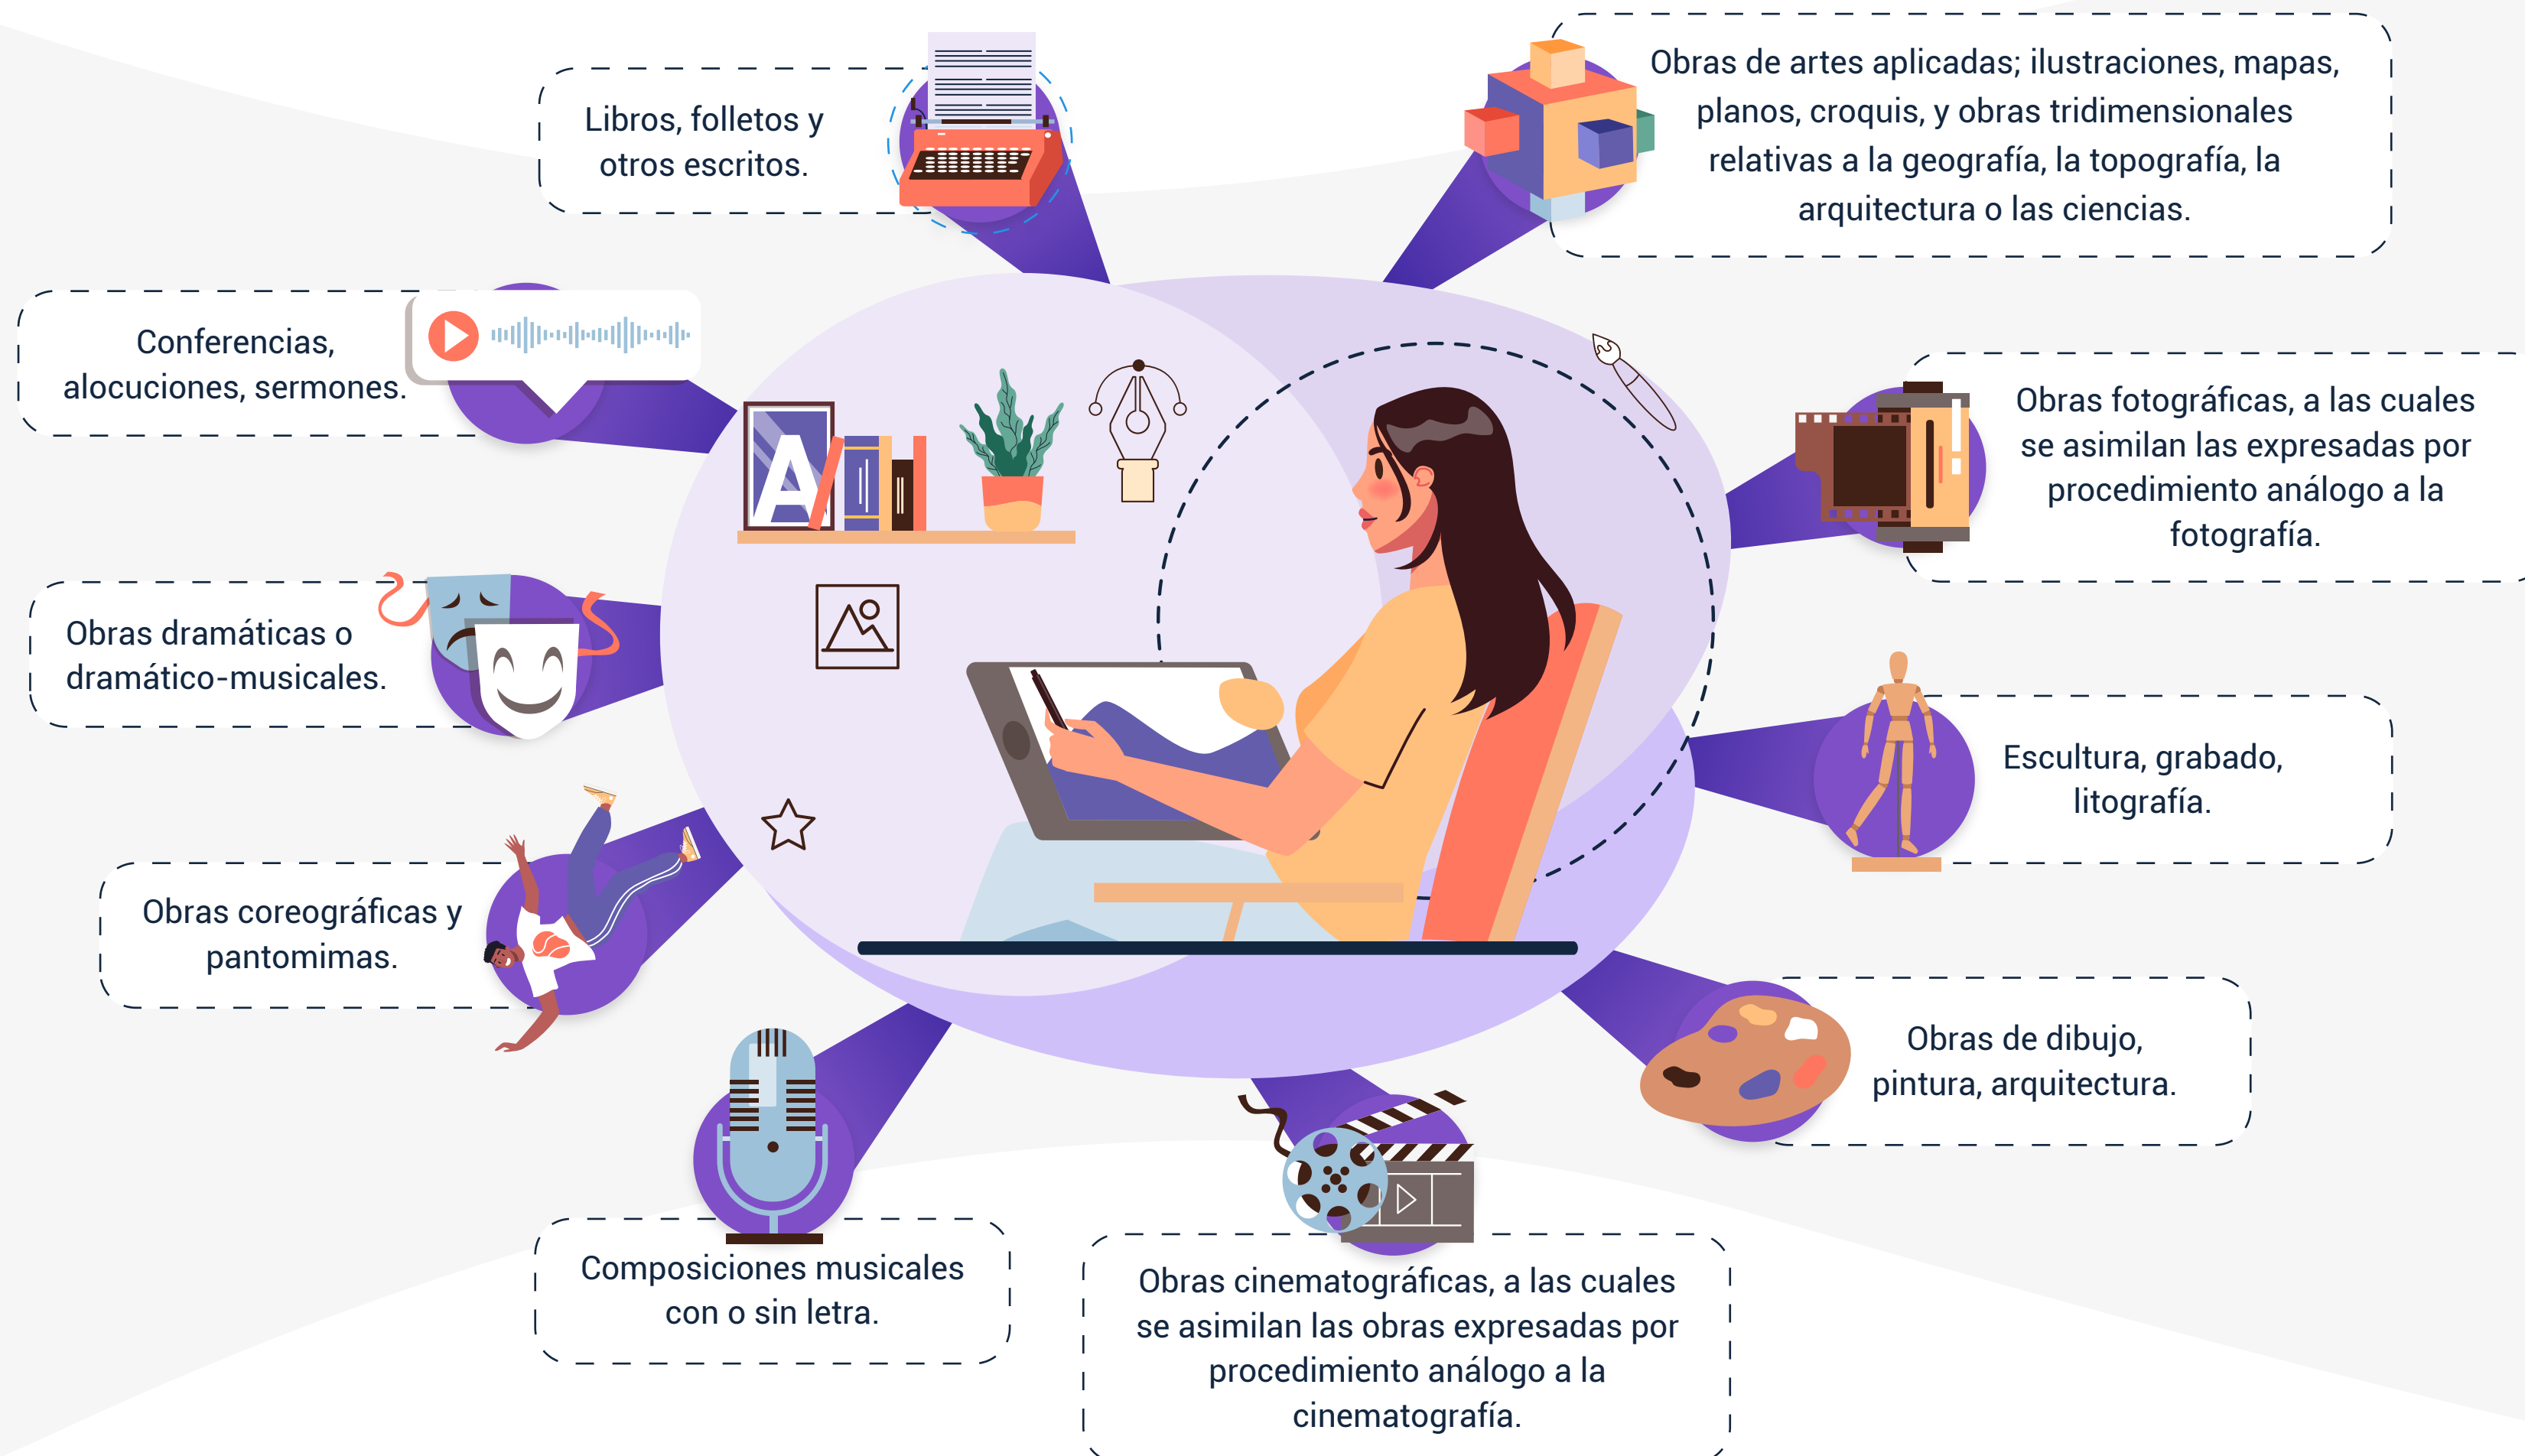 Libros, folletos y
otros escritos.
Obras de artes aplicadas; ilustraciones, mapas,
planos, croquis, y obras tridimensionales
relativas a la geografía, la topografía, la
arquitectura o las ciencias.
Conferencias,
alocuciones, sermones.
Obras fotográficas, a las cuales
se asimilan las expresadas por
procedimiento análogo a la
fotografía.
A
Obras dramáticas o
dramático-musicales.
Escultura, grabado,
litografía.
Obras coreográficas y
pantomimas.
Obras de dibujo,
pintura, arquitectura.
Composiciones musicales
con o sin letra.
Obras cinematográficas, a las cuales
se asimilan las obras expresadas por
procedimiento análogo a la
cinematografía.